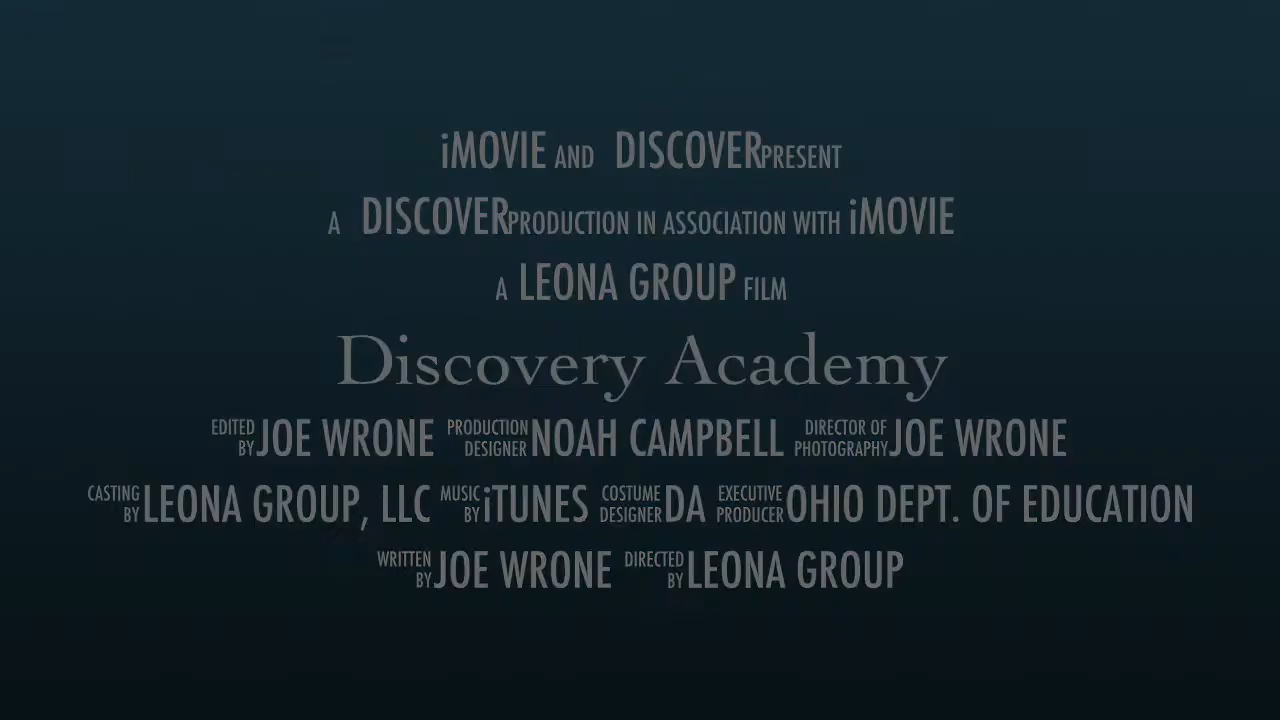 iMOVIE AND DISCOVER PRESENT
A DISCOVER PRODUCTION IN ASSOCIATION WITH iMOVIE
A LEONA GROUP FILM
Discovery Academy
EDITED BY JOE WRONE PRODUCTION DESIGNER NOAH CAMPBELL DIRECTOR OF PHOTOGRAPHY JOE WRONE
CASTING BY LEONA GROUP, LLC MUSIC BY iTUNES COSTUME DESIGNER DA EXECUTIVE PRODUCER OHIO DEPT. OF EDUCATION
WRITTEN BY JOE WRONE DIRECTED BY LEONA GROUP